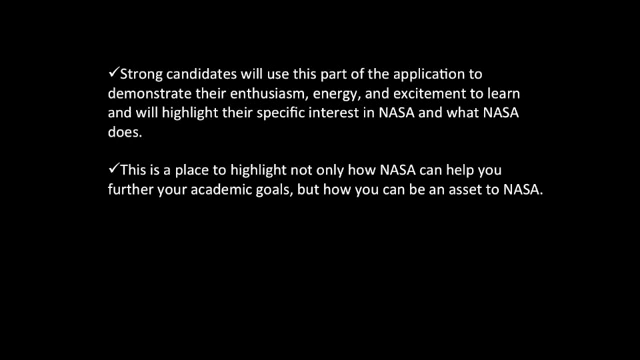 ✓Strong candidates will use this part of the application to
demonstrate their enthusiasm, energy, and excitement to learn
and will highlight their specific interest in NASA and what NASA
does.
✓This is a place to highlight not only how NASA can help you
further your academic goals, but how you can be an asset to NASA.